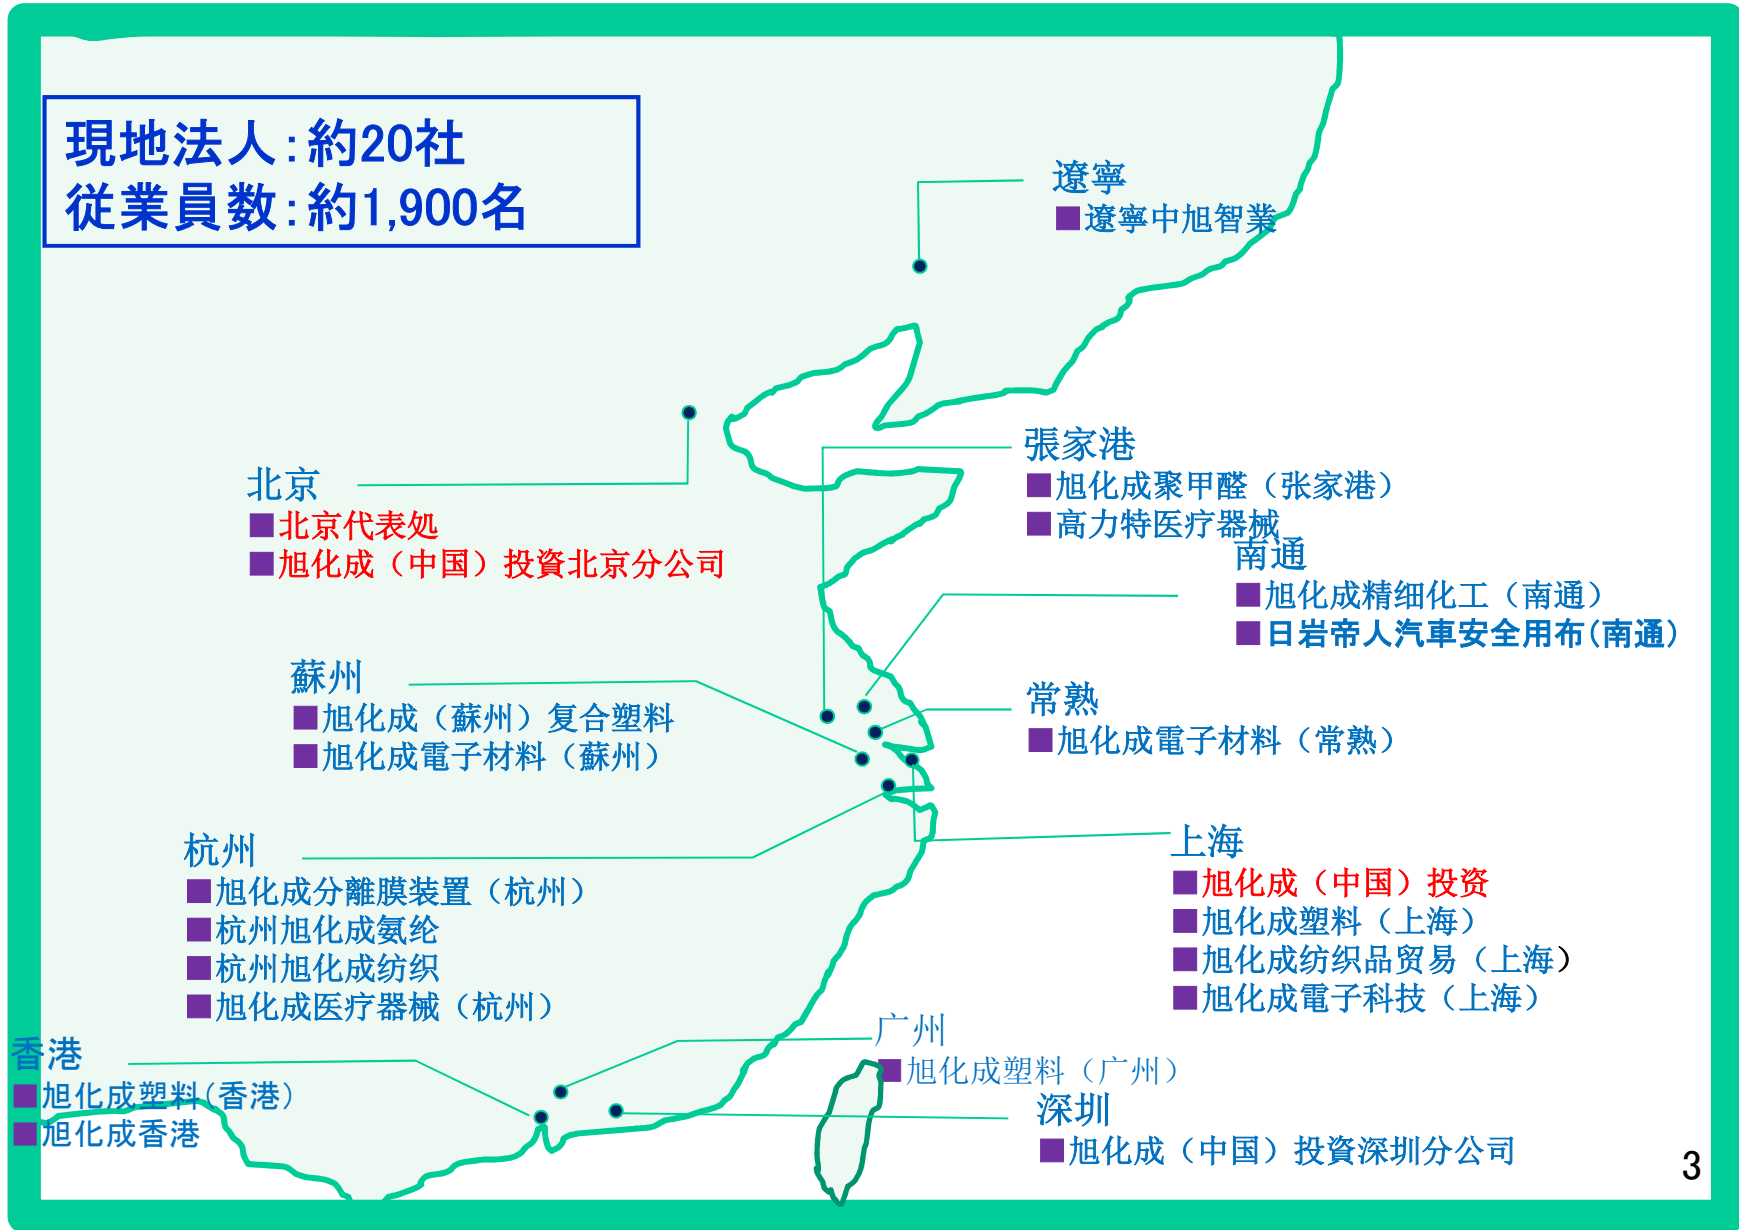 現地法人：約20社
従業員数：約1,900名
遼寧
■遼寧中旭智業
北京
■北京代表処
■旭化成（中国）投資北京分公司
張家港
■旭化成聚甲醛（张家港）
■高力特医疗器械
南通
■旭化成精细化工（南通）
■日岩帝人汽車安全用布(南通)
蘇州
■旭化成（蘇州）复合塑料
■旭化成電子材料（蘇州）
常熟
■旭化成電子材料（常熟）
杭州
■旭化成分離膜装置（杭州）
■杭州旭化成氨纶
■杭州旭化成纺织
■旭化成医疗器械（杭州）
上海
■旭化成（中国）投资
■旭化成塑料（上海）
■旭化成纺织品贸易（上海）
■旭化成電子科技（上海）
香港
■旭化成塑料(香港)
■旭化成香港
广州
■旭化成塑料（广州）
深圳
■旭化成（中国）投資深圳分公司
3